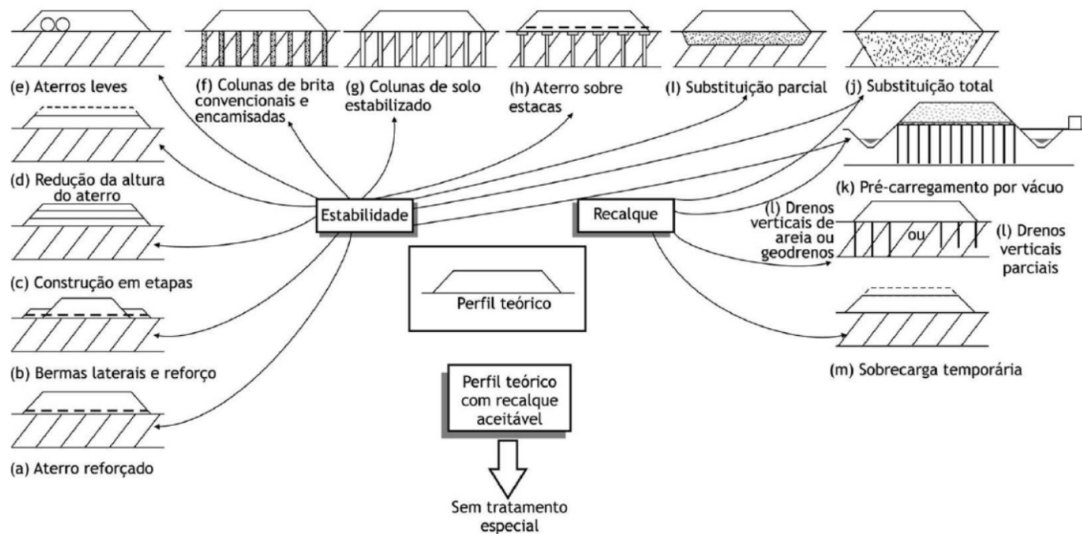 (e) Aterros leves
(f) Colunas de brita
convencionais e
encamisadas
(g) Colunas de solo
estabilizado
(h) Aterro sobre
estacas
(I) Substituição parcial
(j) Substituição total
(d) Redução da altura
do aterro
(k) Pré-carregamento por vácuo
Estabilidade
Recalque
(l) Drenos
verticais de
areia ou
geodrenos
ou
(l) Drenos
verticais
parciais
(c) Construção em etapas
Perfil teórico
(b) Bermas laterais e reforço
(m) Sobrecarga temporária
Perfil teórico
com recalque
aceitável
(a) Aterro reforçado
Sem tratamento
especial